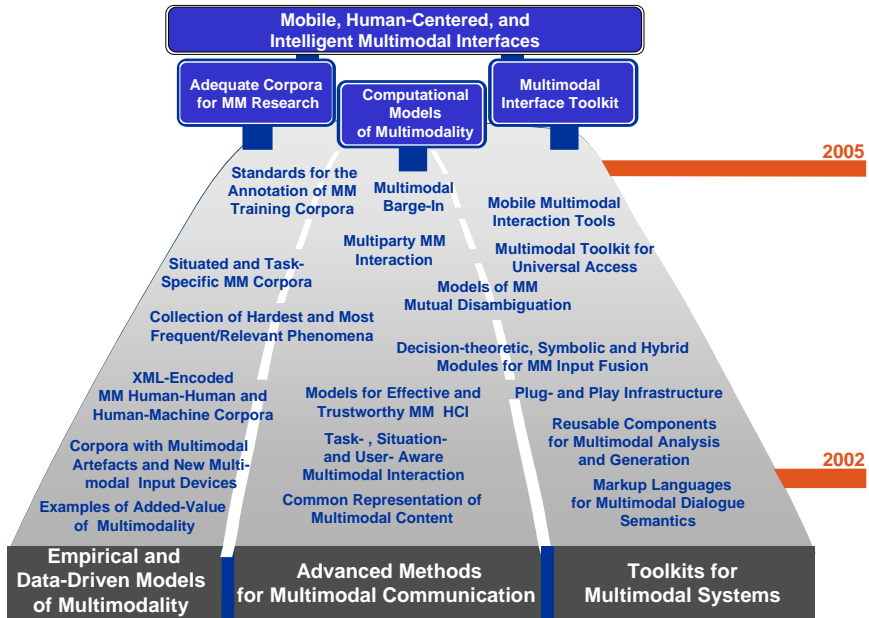 Mobile, Human-Centered, and
Intelligent Multimodal Interfaces
Adequate Corpora
for MM Research
Computational
Models
of Multimodality
Multimodal
Interface Toolkit
2005
Standards for the
Annotation of MM
Training Corpora
Multimodal
Barge-In
Mobile Multimodal
Interaction Tools
Multiparty MM
Interaction
Multimodal Toolkit for
Universal Access
Situated and Task-
Specific MM Corpora
Models of MM
Mutual Disambiguation
Collection of Hardest and Most
Frequent/Relevant Phenomena
Decision-theoretic, Symbolic and Hybrid
Modules for MM Input Fusion
XML-Encoded
MM Human-Human and
Human-Machine Corpora
Models for Effective and
Trustworthy MM HCI
Plug- and Play Infrastructure
Reusable Components
for Multimodal Analysis
and Generation
Corpora with Multimodal
Artefacts and New Multi-
modal Input Devices
Task- , Situation-
and User- Aware
Multimodal Interaction
2002
Markup Languages
for Multimodal Dialogue
Semantics
Examples of Added-Value
of Multimodality
Common Representation of
Multimodal Content
Empirical and
Data-Driven Models
of Multimodality
Advanced Methods
for Multimodal Communication
Toolkits for
Multimodal Systems